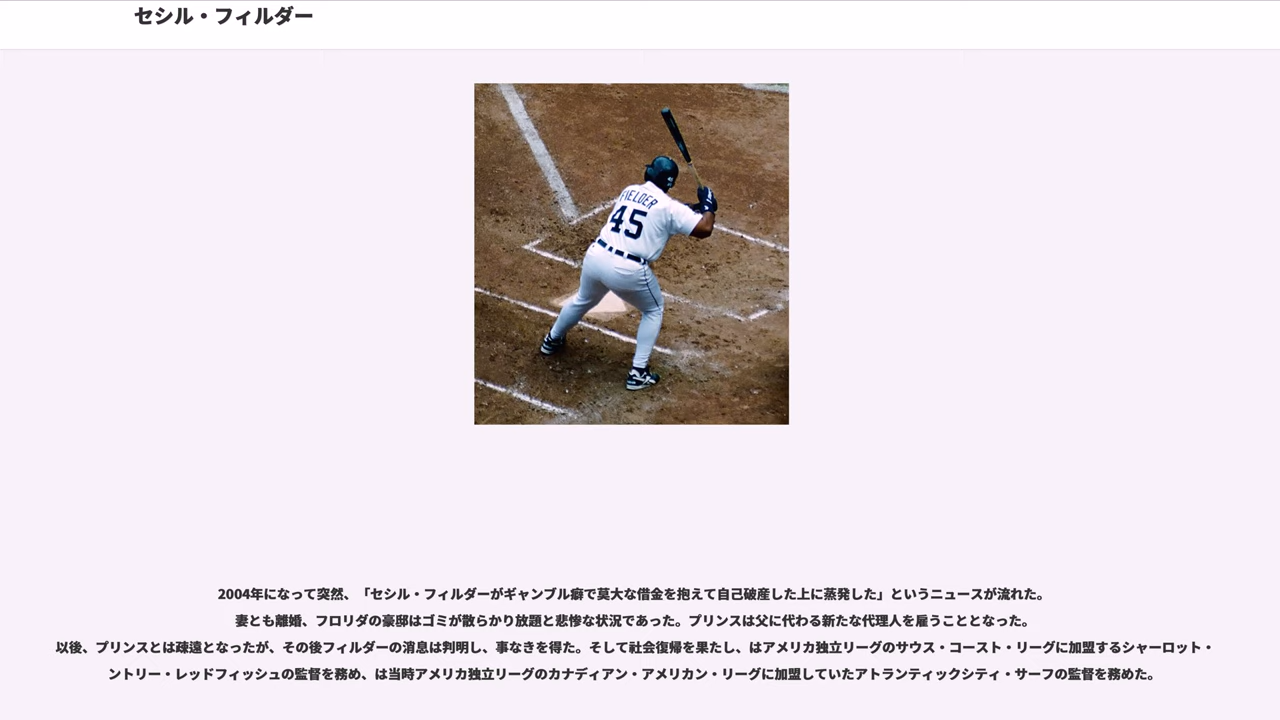 セシル・フィルダー
FIELDER
45
2004年になって突然、「セシル・フィルダーがギャンブル癖で莫大な借金を抱えて自己破産した上に蒸発した」というニュースが流れた。
妻とも離婚、フロリダの豪邸はゴミが散らかり放題と悲惨な状況であった。プリンスは父に代わる新たな代理人を雇うこととなった。
以後、プリンスとは疎遠となったが、その後フィルダーの消息は判明し、事なきを得た。そして社会復帰を果たし、はアメリカ独立リーグのサウス・コースト・リーグに加盟するシャーロット・
ントリー・レッドフィッシュの監督を務め、は当時アメリカ独立リーグのカナディアン・アメリカン・リーグに加盟していたアトランティックシティ・サーフの監督を務めた。